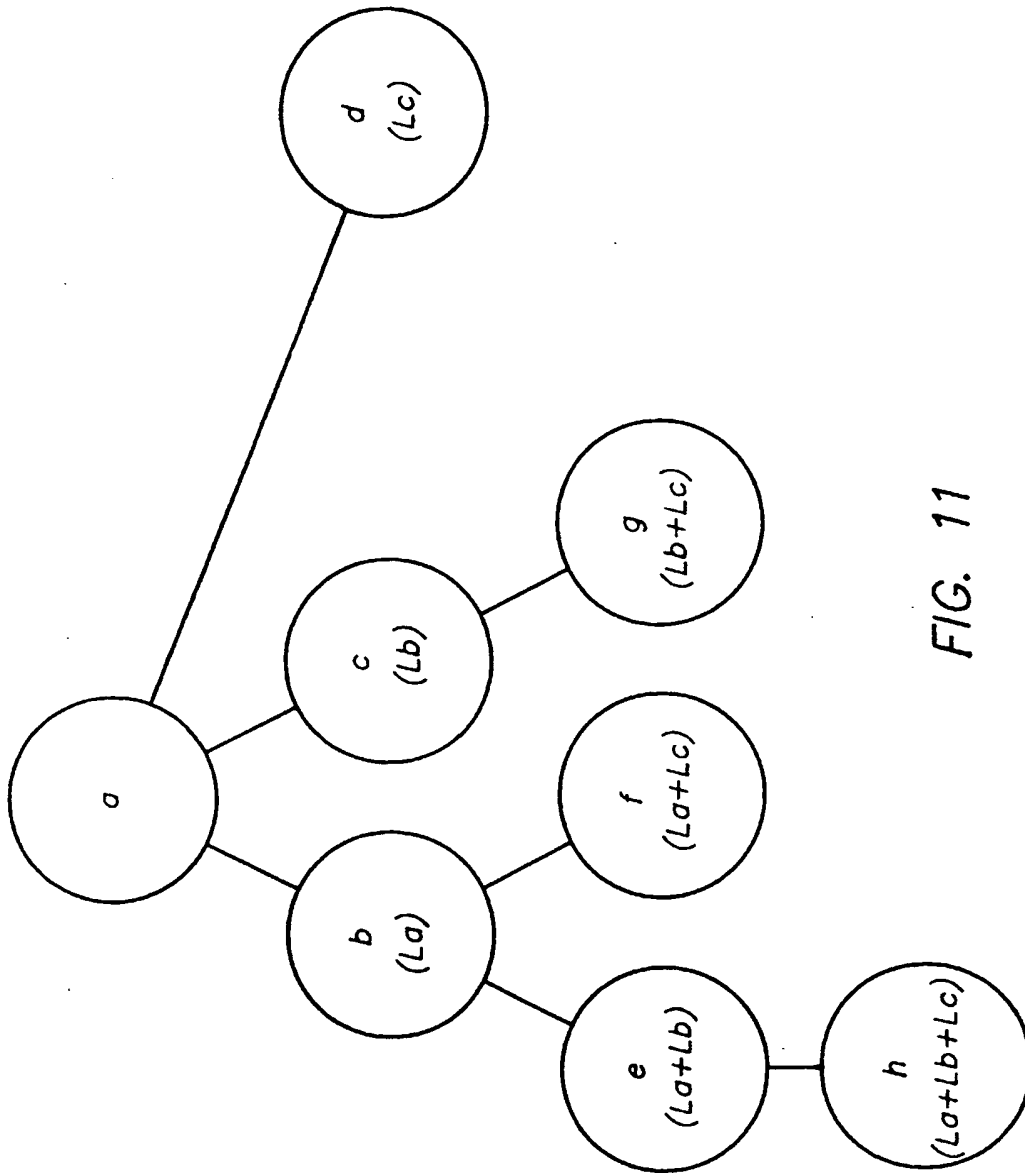 a
b
(La)
c
(Lb)
d
(Lc)
e
(La+Lb)
f
(La+Lc)
g
(Lb+Lc)
h
(La+Lb+Lc)
FIG. 11